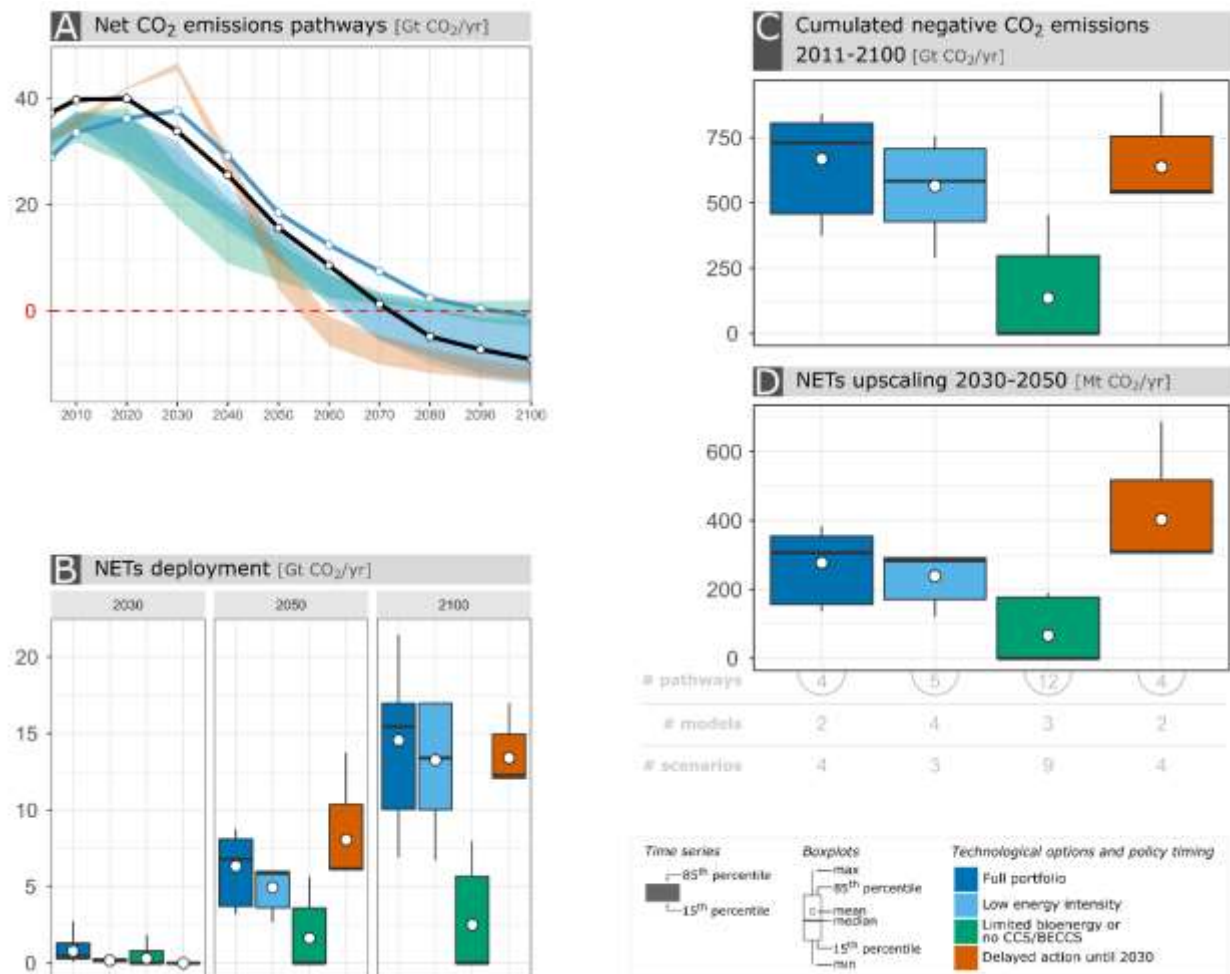 A Net CO₂ emissions pathways [Gt CO₂/yr]
40
20
0
2010 2020 2030 2040 2050 2060 2070 2080 2090 2100
B NETs deployment [Gt CO₂/yr]
2030 2050 2100
20
15
10
5
0
C Cumulated negative CO₂ emissions
2011-2100 [Gt CO₂/yr]
750
500
250
0
D NETs upscaling 2030-2050 [Mt CO₂/yr]
600
400
200
0
# pathways 4 5 12 4
# models 2 4 3 2
# scenarios 4 3 9 4
Time series
85th percentile
15th percentile
Boxplots
max
85th percentile
mean
median
15th percentile
min
Technological options and policy timing
Full portfolio
Low energy intensity
Limited bioenergy or
no CCS/BECCS
Delayed action until 2030